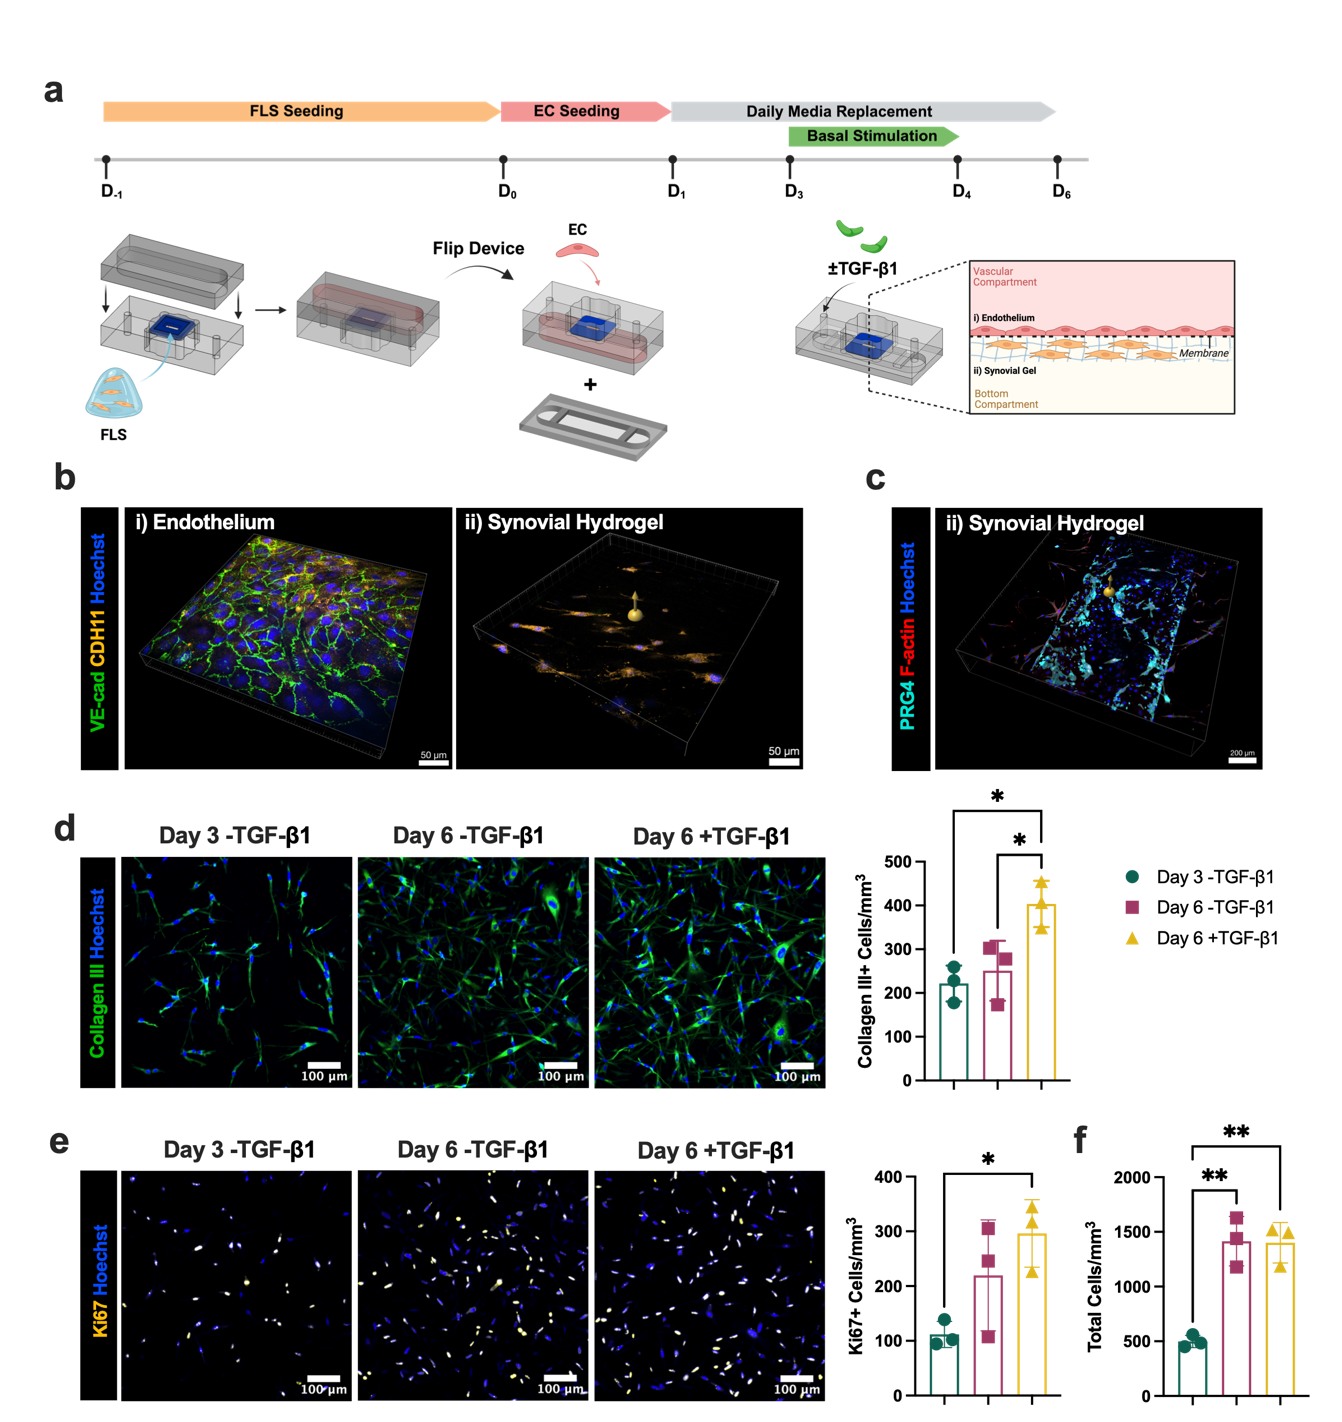 a
FLS Seeding
EC Seeding
Daily Media Replacement
Basal Stimulation
D-1
D0
D1
D3
D4
D6
Flip Device
EC
±TGF-β1
FLS
+
Vascular
Compartment
i) Endothelium
Membrane
ii) Synovial Gel
Bottom
Compartment
b
VE-cad CDH11 Hoechst
i) Endothelium
50 µm
ii) Synovial Hydrogel
50 µm
c
PRG4 F-actin Hoechst
ii) Synovial Hydrogel
200 µm
d
Collagen III Hoechst
Day 3 -TGF-β1
100 µm
Day 6 -TGF-β1
100 µm
Day 6 +TGF-β1
100 µm
Collagen III+ Cells/mm3
500
400
300
200
100
0
*
*
Day 3 -TGF-β1
Day 6 -TGF-β1
Day 6 +TGF-β1
e
Ki67 Hoechst
Day 3 -TGF-β1
100 µm
Day 6 -TGF-β1
100 µm
Day 6 +TGF-β1
100 µm
Ki67+ Cells/mm3
400
300
200
100
0
*
f
Total Cells/mm3
2000
1500
1000
500
0
**
**